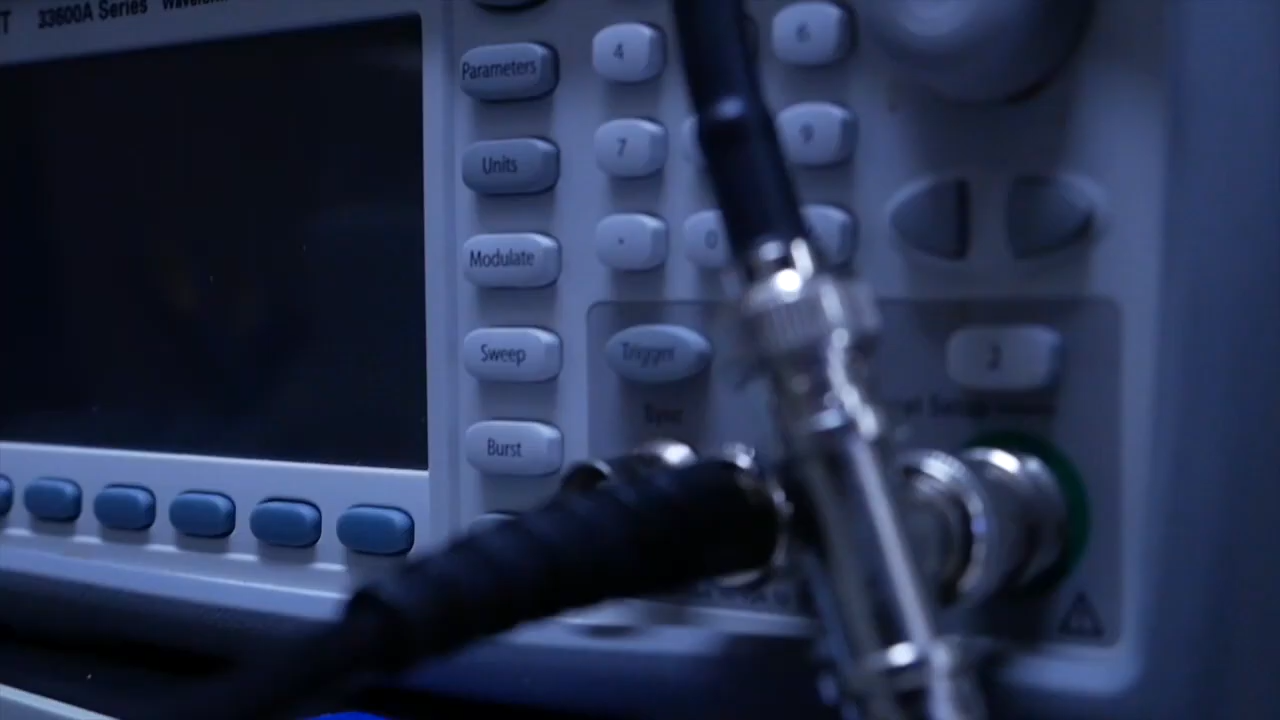 33600A Series
Parameters
4
6
Units
7
9
Modulate
.
0
Sweep
Trigger
2
Sync
Burst